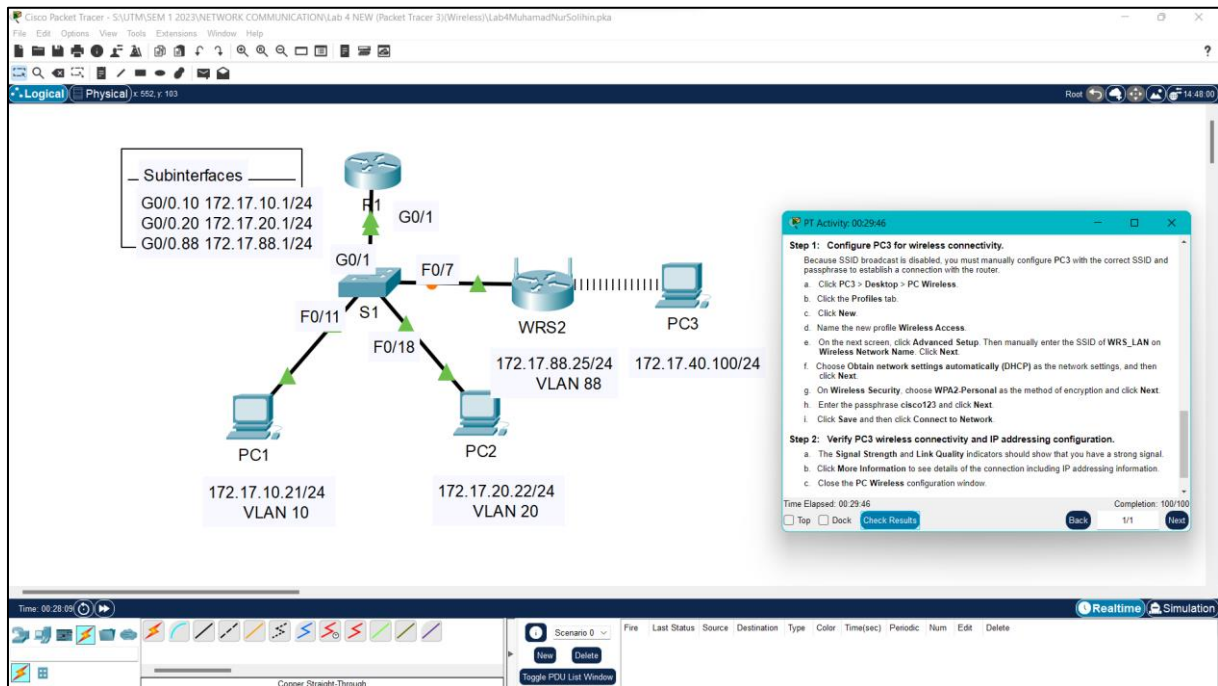 Cisco Packet Tracer - S:\UTM\SEM 1 2023\NETWORK COMMUNICATION\Lab 4 NEW (Packet Tracer 3)(Wireless)\Lab4MuhamadNurSolihin.pka
File Edit Options View Tools Extensions Window Help
?
Logical Physical x: 552, y: 103 Root 14:48:00
Subinterfaces
G0/0.10 172.17.10.1/24
G0/0.20 172.17.20.1/24
G0/0.88 172.17.88.1/24
R1
G0/1
G0/1
F0/7
S1
F0/11
F0/18
WRS2
PC3
172.17.88.25/24
VLAN 88
172.17.40.100/24
PC1
PC2
172.17.10.21/24
VLAN 10
172.17.20.22/24
VLAN 20
PT Activity: 00:29:46
Step 1: Configure PC3 for wireless connectivity.
Because SSID broadcast is disabled, you must manually configure PC3 with the correct SSID and
passphrase to establish a connection with the router.
a. Click PC3 > Desktop > PC Wireless.
b. Click the Profiles tab.
c. Click New.
d. Name the new profile Wireless Access.
e. On the next screen, click Advanced Setup. Then manually enter the SSID of WRS_LAN on
Wireless Network Name. Click Next.
f. Choose Obtain network settings automatically (DHCP) as the network settings, and then
click Next.
g. On Wireless Security, choose WPA2-Personal as the method of encryption and click Next.
h. Enter the passphrase cisco123 and click Next.
i. Click Save and then click Connect to Network.
Step 2: Verify PC3 wireless connectivity and IP addressing configuration.
a. The Signal Strength and Link Quality indicators should show that you have a strong signal.
b. Click More Information to see details of the connection including IP addressing information.
c. Close the PC Wireless configuration window.
Time Elapsed: 00:29:46 Completion: 100/100
Top Dock Check Results Back 1/1 Next
Time: 00:28:09 Realtime Simulation
Scenario 0
New Delete
Toggle PDU List Window
Fire Last Status Source Destination Type Color Time(sec) Periodic Num Edit Delete
Copper Straight-Through